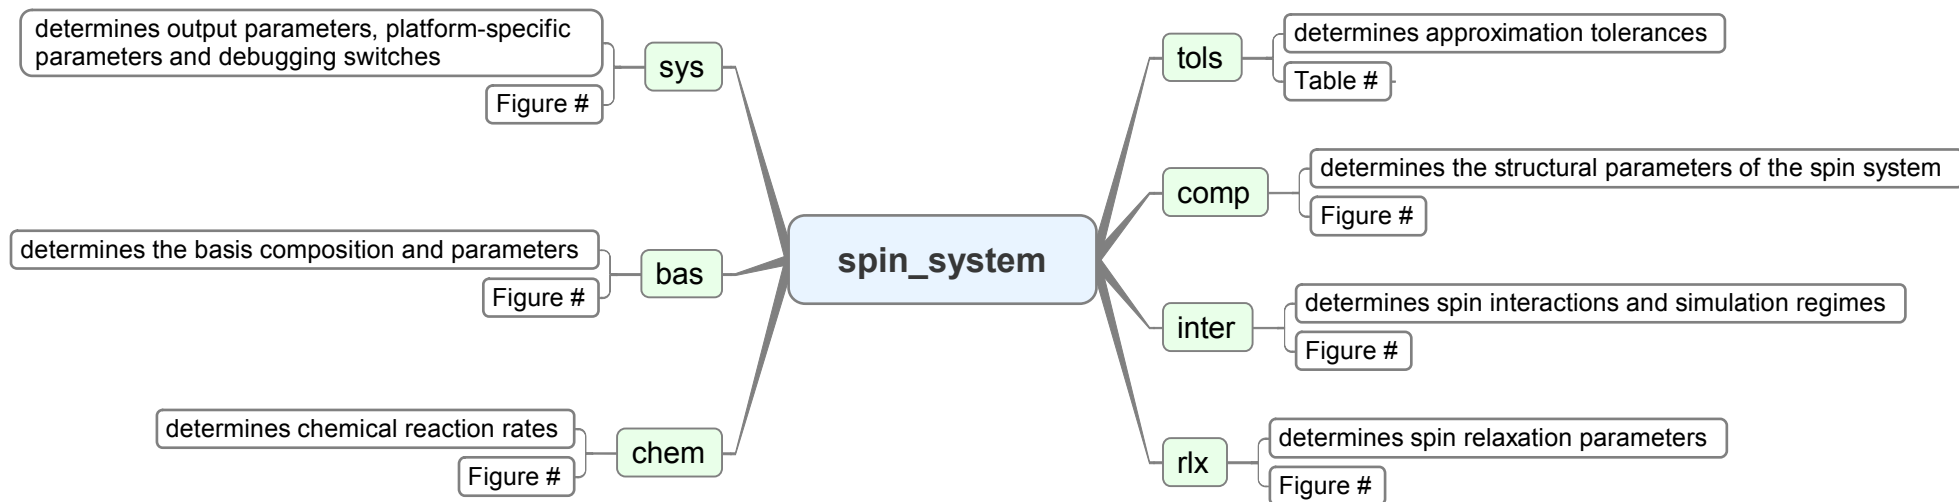 determines output parameters, platform-specific
parameters and debugging switches
Figure #
sys
determines the basis composition and parameters
Figure #
bas
determines chemical reaction rates
Figure #
chem
spin_system
tols
determines approximation tolerances
Table #
comp
determines the structural parameters of the spin system
Figure #
inter
determines spin interactions and simulation regimes
Figure #
rlx
determines spin relaxation parameters
Figure #